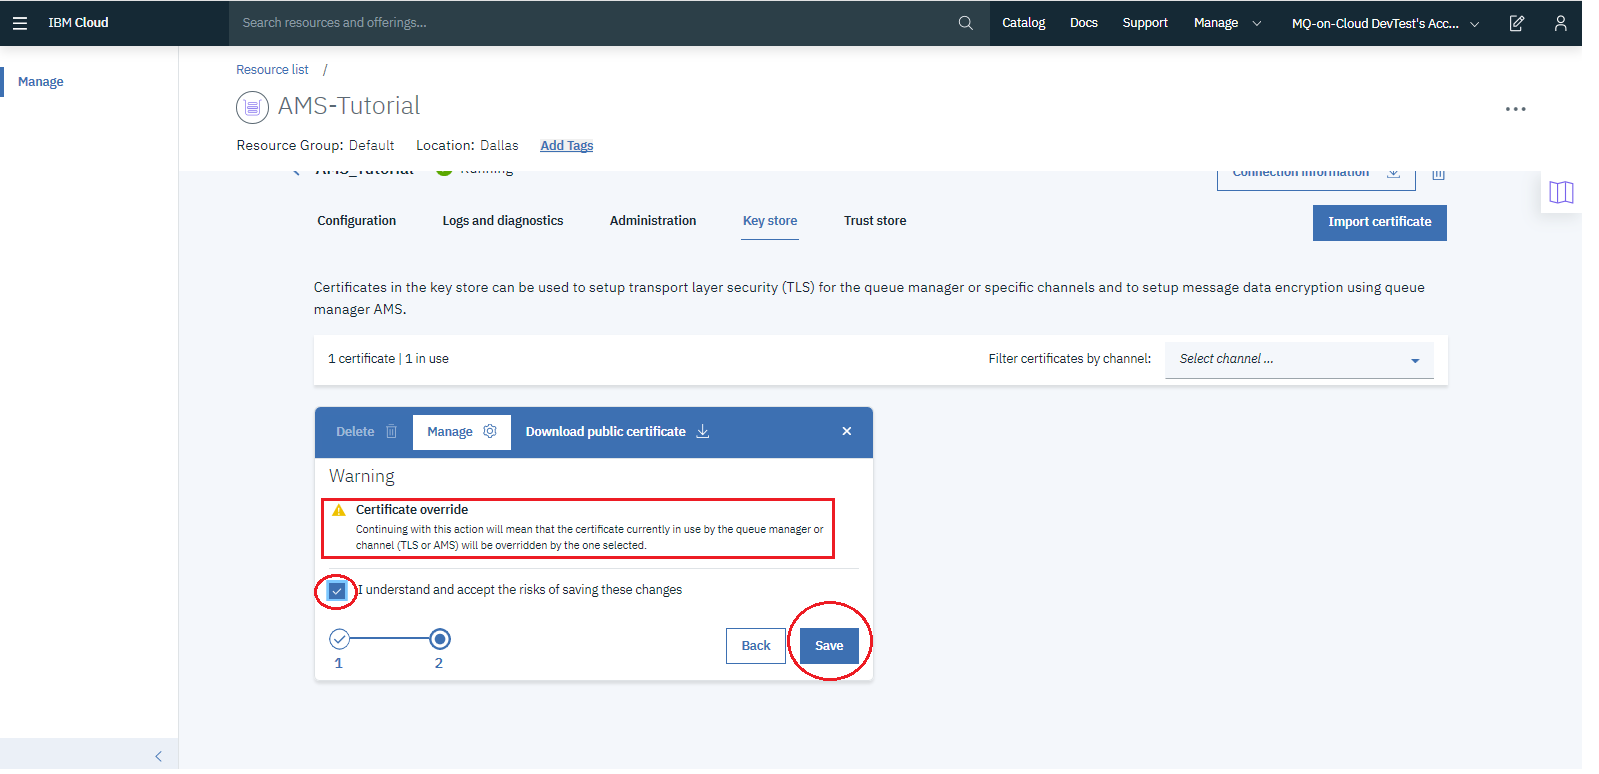 IBM Cloud
Search resources and offerings...
Catalog
Docs
Support
Manage
MQ-on-Cloud DevTest's Acc...
Manage
Resource list /
AMS-Tutorial
Resource Group: Default
Location: Dallas
Add Tags
AMS_Tutorial
Running
Connection information
Configuration
Logs and diagnostics
Administration
Key store
Trust store
Import certificate
Certificates in the key store can be used to setup transport layer security (TLS) for the queue manager or specific channels and to setup message data encryption using queue
manager AMS.
1 certificate | 1 in use
Filter certificates by channel:
Select channel ...
Delete
Manage
Download public certificate
Warning
Certificate override
Continuing with this action will mean that the certificate currently in use by the queue manager or
channel (TLS or AMS) will be overridden by the one selected.
I understand and accept the risks of saving these changes
1
2
Back
Save